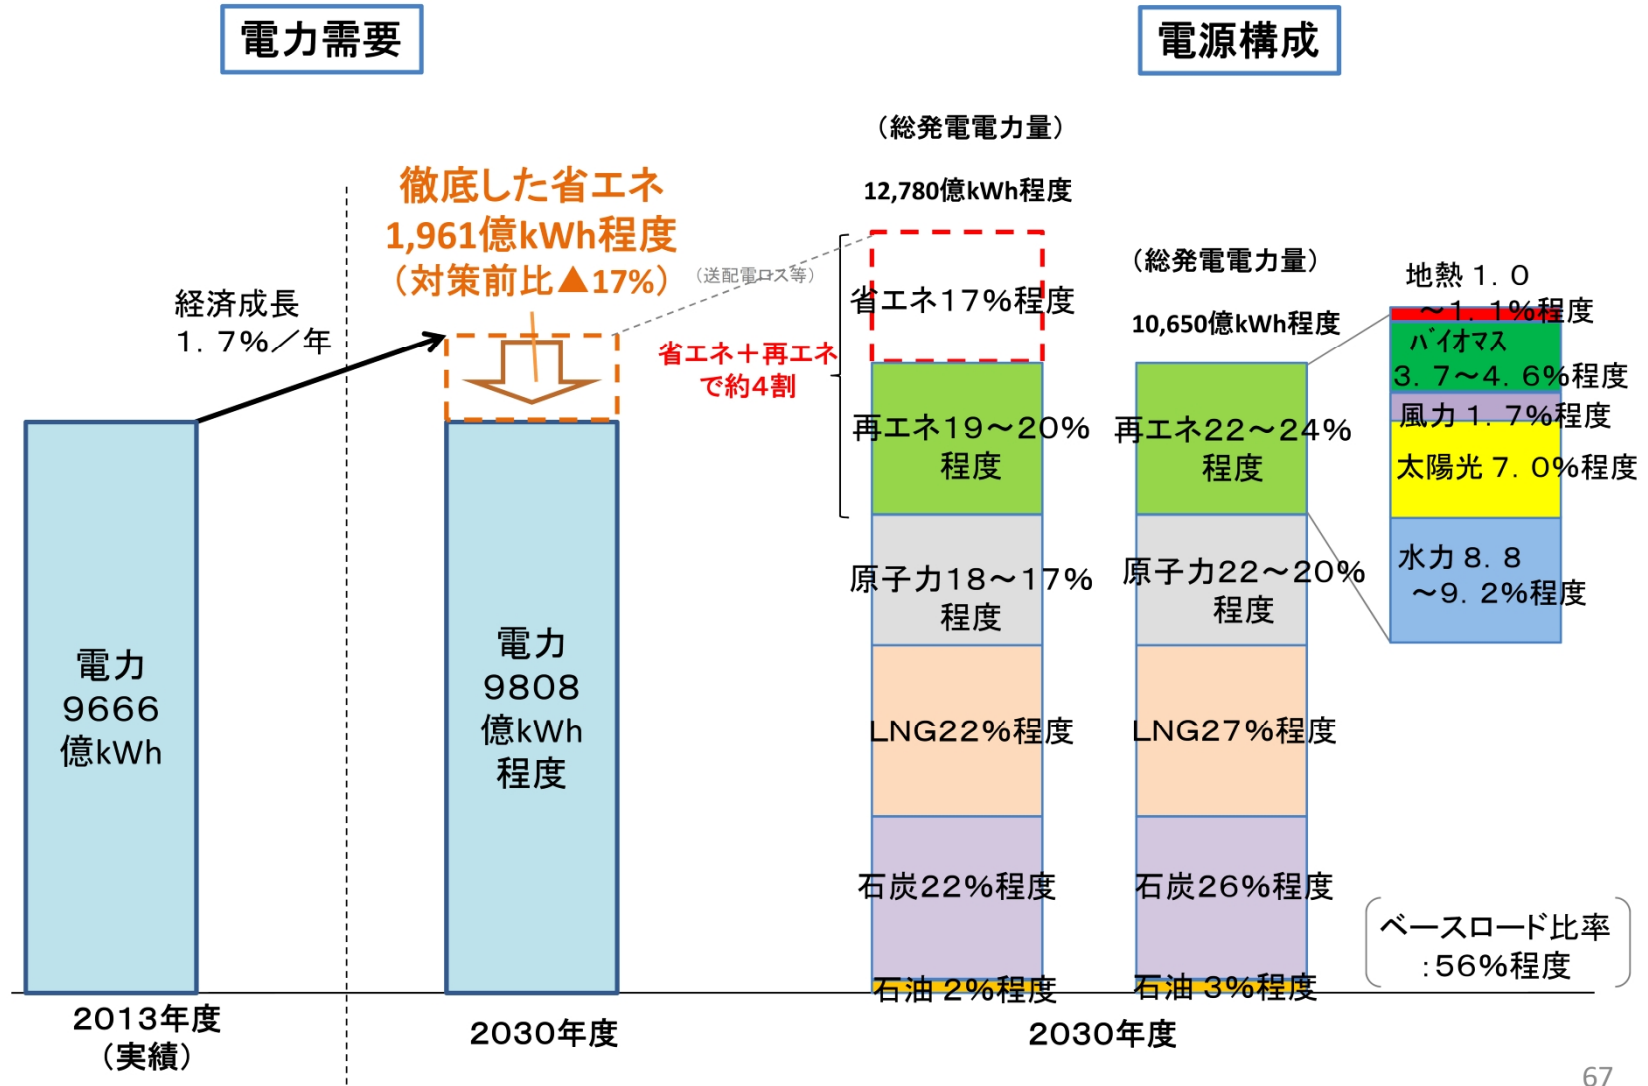 電力需要
電源構成
（総発電電力量）
12,780億kWh程度
徹底した省エネ
1,961億kWh程度
（対策前比▲17%）
（送配電ロス等）
（総発電電力量）
10,650億kWh程度
経済成長
１．７％／年
省エネ＋再エネ
で約4割
省エネ１７％程度
再エネ１９～２０％
程度
原子力１８～１７％
程度
LNG２２％程度
石炭２２％程度
石油 ２％程度
再エネ２２～２４％
程度
原子力２２～２０％
程度
LNG２７％程度
石炭２６％程度
石油 ３％程度
地熱 １．０
～１．１％程度
バイオマス
３．７～４．６％程度
風力 １．７％程度
太陽光 ７．０％程度
水力 ８．８
～９．２％程度
電力
９６６６
億kWh
電力
９８０８
億kWh
程度
ベースロード比率
：５６％程度
２０１３年度
（実績）
２０３０年度
２０３０年度
67